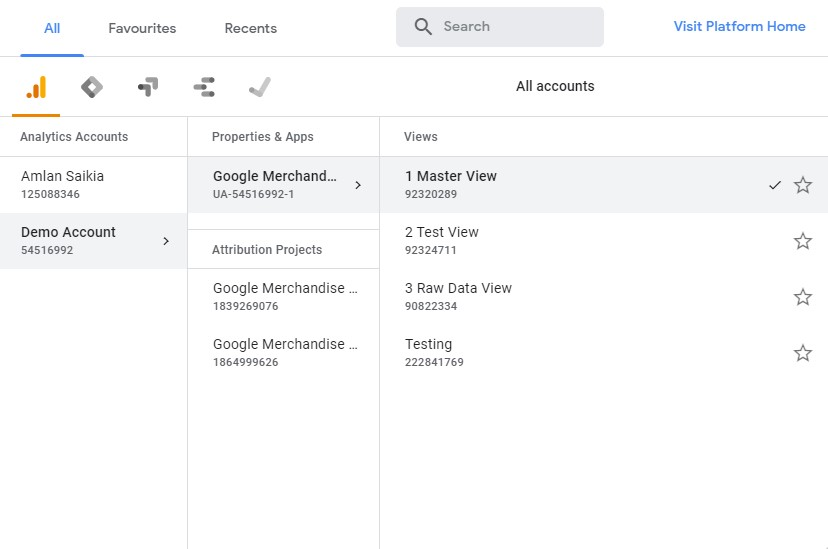 All
Favourites
Recents
Search
Visit Platform Home
All accounts
Analytics Accounts
Amlan Saikia
125088346
Demo Account
54516992
Properties & Apps
Google Merchand...
UA-54516992-1
Attribution Projects
Google Merchandise ...
1839269076
Google Merchandise ...
1864999626
Views
1 Master View
92320289
2 Test View
92324711
3 Raw Data View
90822334
Testing
222841769